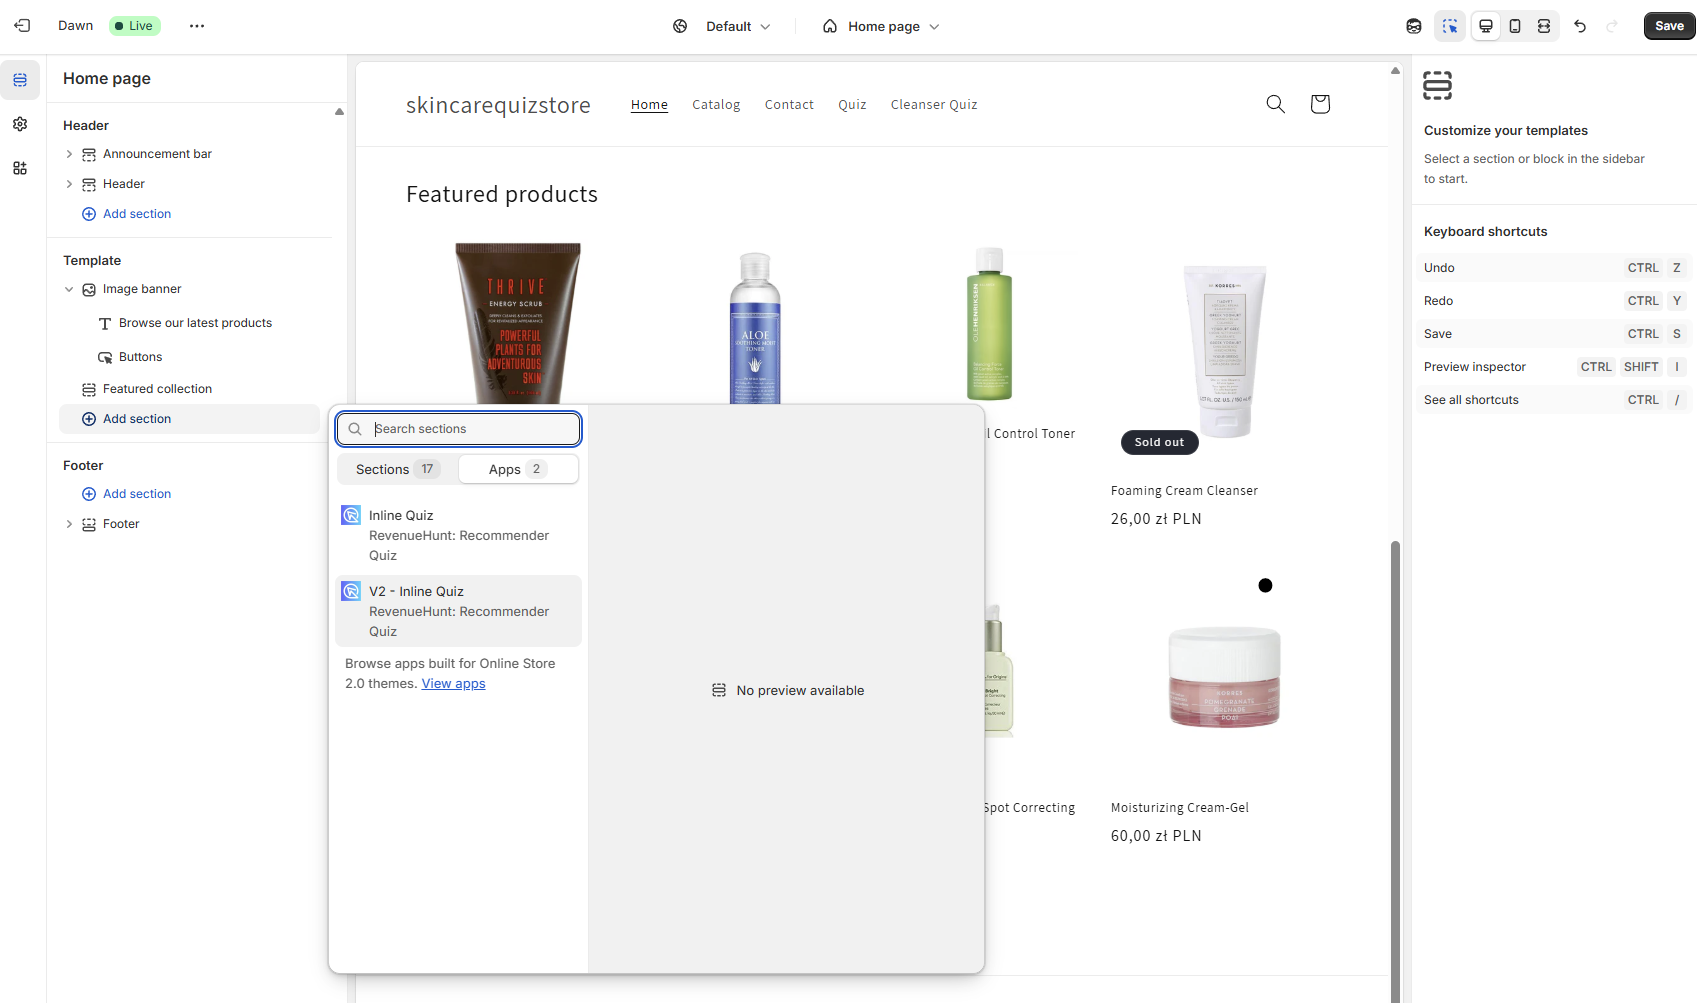 Dawn
Live
Default
Home page
Save
Home page
Header
Announcement bar
Header
Add section
Template
Image banner
Browse our latest products
Buttons
Featured collection
Add section
Footer
Add section
Footer
skincarequizstore
Home
Catalog
Contact
Quiz
Cleanser Quiz
Featured products
THRIVE
ENERGY SCRUB
POWERFUL
PLANTS FOR
ADVENTUROUS
SKIN
ALOE
SOOTHING MOIST
TONER
OLEHENRIKSEN
KORRES
l Control Toner
Sold out
Foaming Cream Cleanser
26,00 zł PLN
KORRES
POMEGRANATE
GRENADE
Spot Correcting
Moisturizing Cream-Gel
60,00 zł PLN
Search sections
Sections 17
Apps 2
Inline Quiz
RevenueHunt: Recommender
Quiz
V2 - Inline Quiz
RevenueHunt: Recommender
Quiz
Browse apps built for Online Store
2.0 themes. View apps
No preview available
Customize your templates
Select a section or block in the sidebar
to start.
Keyboard shortcuts
Undo CTRL Z
Redo CTRL Y
Save CTRL S
Preview inspector CTRL SHIFT I
See all shortcuts CTRL /